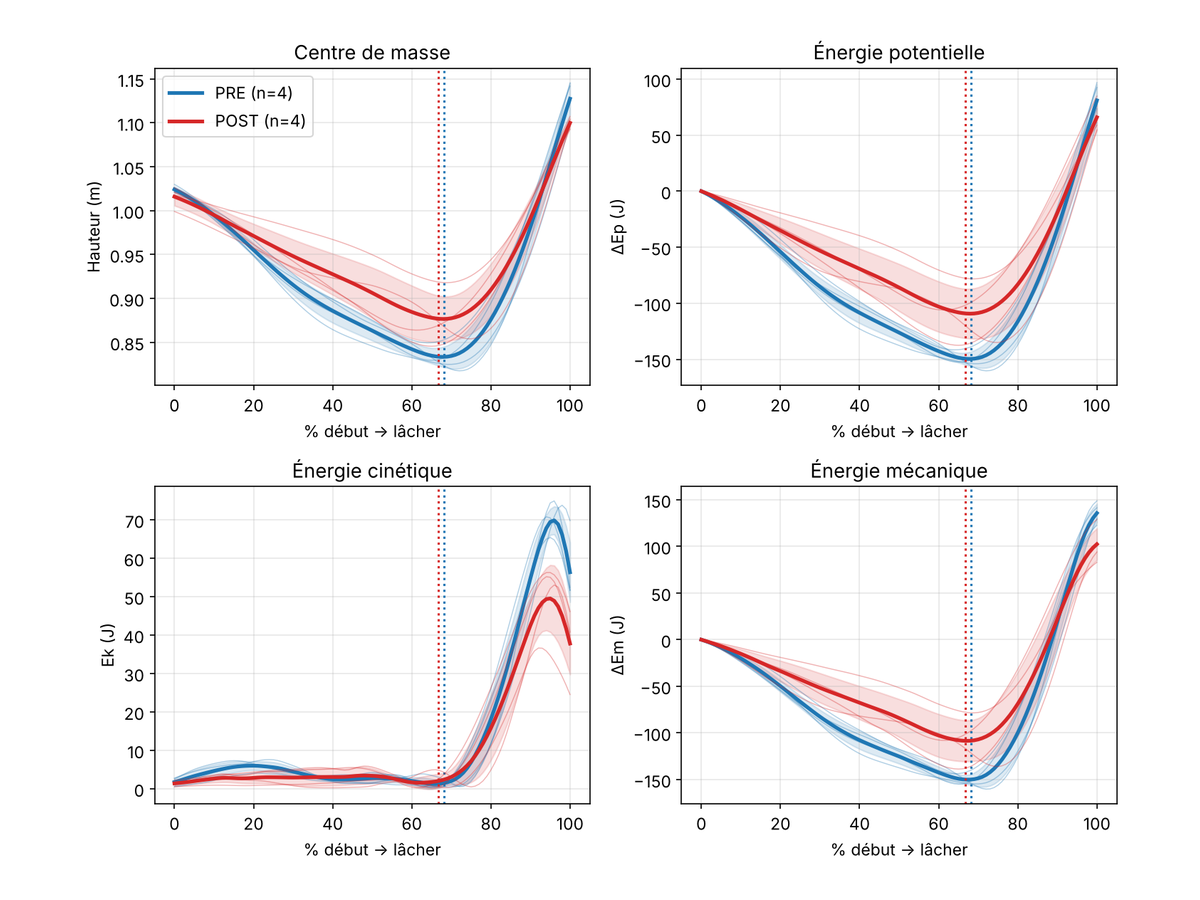 Centre de masse
1.15
1.10
1.05
1.00
0.95
0.90
0.85
Hauteur (m)
PRE (n=4)
POST (n=4)
0 20 40 60 80 100
% début → lâcher
Énergie potentielle
100
50
0
−50
−100
−150
ΔEp (J)
0 20 40 60 80 100
% début → lâcher
Énergie cinétique
70
60
50
40
30
20
10
0
Ek (J)
0 20 40 60 80 100
% début → lâcher
Énergie mécanique
150
100
50
0
−50
−100
−150
ΔEm (J)
0 20 40 60 80 100
% début → lâcher